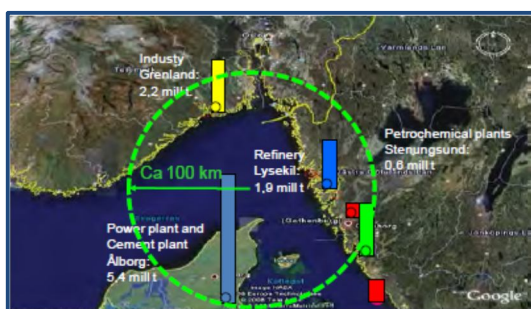 Industy
Grenland:
2,2 mill t
Petrochemical plants
Stenungsund:
0,6 mill t
Refinery
Lysekil:
1,9 mill t
Ca 100 km
Power plant and
Cement plant
Ålborg:
5,4 mill t
Google